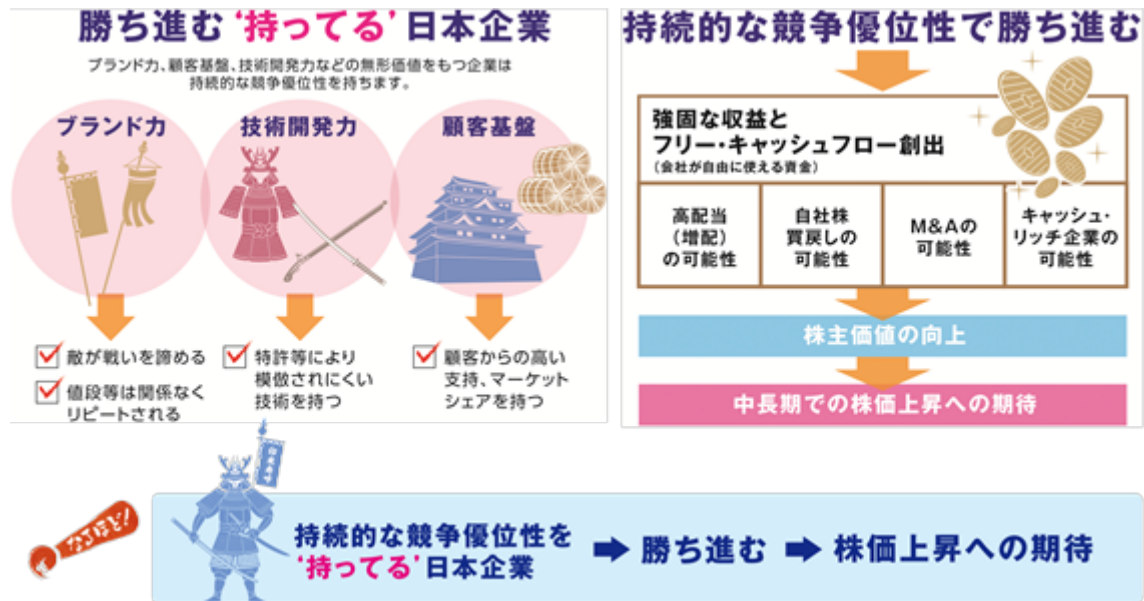 勝ち進む‘持ってる’日本企業
ブランド力、顧客基盤、技術開発力などの無形価値をもつ企業は
持続的な競争優位性を持ちます。
ブランド力
技術開発力
顧客基盤
敵が戦いを諦める
値段等は関係なく
リピートされる
特許等により
模倣されにくい
技術を持つ
顧客からの高い
支持、マーケット
シェアを持つ
持続的な競争優位性で勝ち進む
強固な収益と
フリー・キャッシュフロー創出
(会社が自由に使える資金)
高配当
(増配)
の可能性
自社株
買戻しの
可能性
M&Aの
可能性
キャッシュ・
リッチ企業の
可能性
株主価値の向上
中長期での株価上昇への期待
なるほど!
持続的な競争優位性を
‘持ってる’日本企業
➡ 勝ち進む ➡ 株価上昇への期待